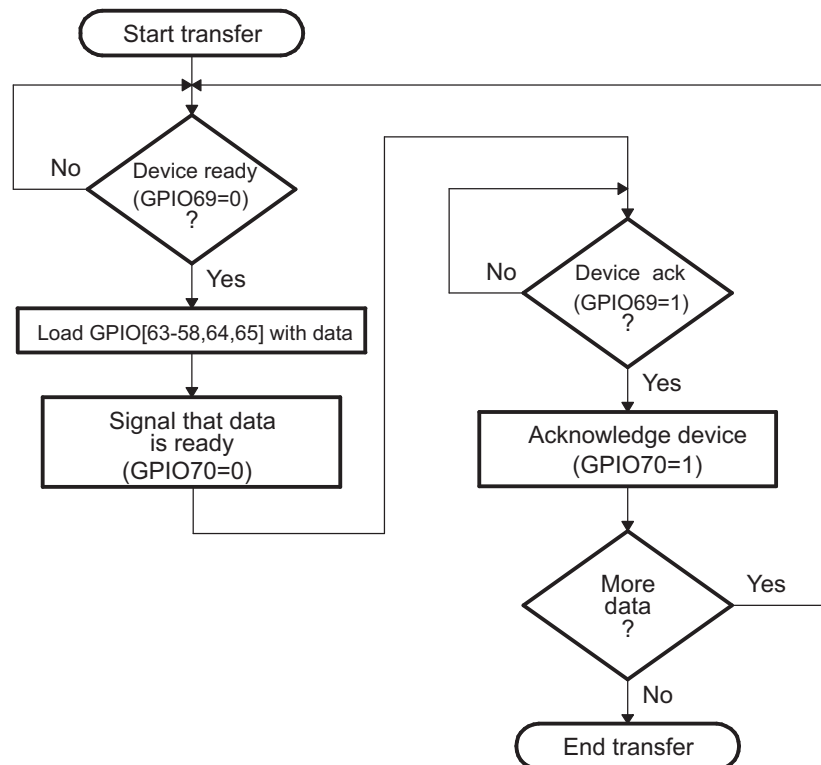 Start transfer
No
Device ready
(GPIO69=0)
?
Yes
Load GPIO[63-58,64,65] with data
Signal that data
is ready
(GPIO70=0)
No
Device ack
(GPIO69=1)
?
Yes
Acknowledge device
(GPIO70=1)
More
data
?
Yes
No
End transfer